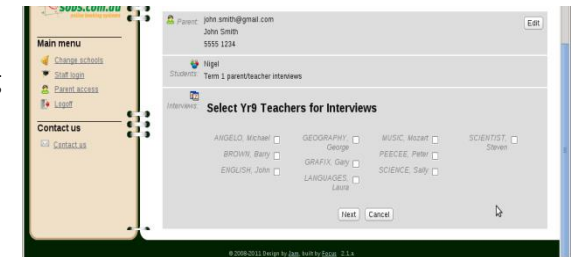 sobs.com.au
Main menu
Change schools
Staff login
Parent access
Logoff
Contact us
Contact us
Parent:
john.smith@gmail.com
John Smith
5555 1234
Edit
Students:
Nigel
Term 1 parent/teacher interviews
Interviews:
Select Yr9 Teachers for Interviews
ANGELO, Michael
BROWN, Barry
ENGLISH, John
GEOGRAPHY,
George
GRAFIX, Gary
LANGUAGES,
Laura
MUSIC, Mozart
PEECEE, Peter
SCIENCE, Sally
SCIENTIST,
Steven
Next Cancel
© 2008-2011 Design by Jam, built by Focus 2.1.x